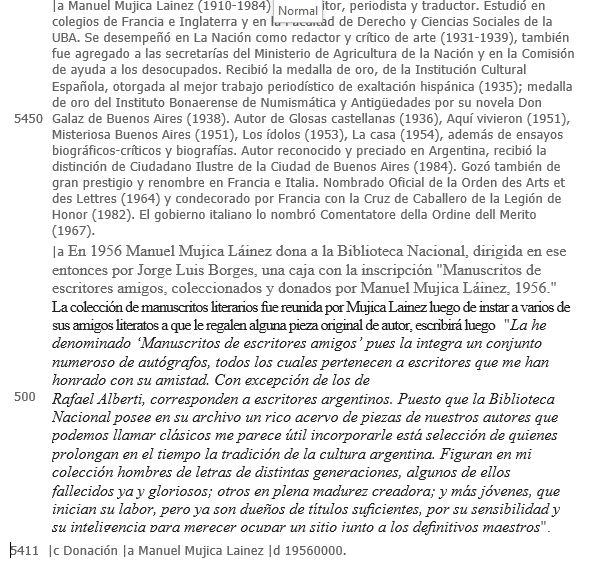 |a Manuel Mujica Lainez (1910-1984) Normal tor, periodista y traductor. Estudió en
colegios de Francia e Inglaterra y en la Facultad de Derecho y Ciencias Sociales de la
UBA. Se desempeñó en La Nación como redactor y crítico de arte (1931-1939), también
fue agregado a las secretarías del Ministerio de Agricultura de la Nación y en la Comisión
de ayuda a los desocupados. Recibió la medalla de oro, de la Institución Cultural
Española, otorgada al mejor trabajo periodístico de exaltación hispánica (1935); medalla
de oro del Instituto Bonaerense de Numismática y Antigüedades por su novela Don
5450 Galaz de Buenos Aires (1938). Autor de Glosas castellanas (1936), Aquí vivieron (1951),
Misteriosa Buenos Aires (1951), Los ídolos (1953), La casa (1954), además de ensayos
biográficos-críticos y biografías. Autor reconocido y preciado en Argentina, recibió la
distinción de Ciudadano Ilustre de la Ciudad de Buenos Aires (1984). Gozó también de
gran prestigio y renombre en Francia e Italia. Nombrado Oficial de la Orden des Arts et
des Lettres (1964) y condecorado por Francia con la Cruz de Caballero de la Legión de
Honor (1982). El gobierno italiano lo nombró Comentatore della Ordine dell Merito
(1967).
|a En 1956 Manuel Mujica Láinez dona a la Biblioteca Nacional, dirigida en ese
entonces por Jorge Luis Borges, una caja con la inscripción "Manuscritos de
escritores amigos, coleccionados y donados por Manuel Mujica Láinez, 1956."
La colección de manuscritos literarios fue reunida por Mujica Lainez luego de instar a varios de
sus amigos literatos a que le regalen alguna pieza original de autor, escribirá luego "La he
denominado ‘Manuscritos de escritores amigos’ pues la integra un conjunto
numeroso de autógrafos, todos los cuales pertenecen a escritores que me han
honrado con su amistad. Con excepción de los de
500 Rafael Alberti, corresponden a escritores argentinos. Puesto que la Biblioteca
Nacional posee en su archivo un rico acervo de piezas de nuestros autores que
podemos llamar clásicos me parece útil incorporarle está selección de quienes
prolongan en el tiempo la tradición de la cultura argentina. Figuran en mi
colección hombres de letras de distintas generaciones, algunos de ellos
fallecidos ya y gloriosos; otros en plena madurez creadora; y más jóvenes, que
inician su labor, pero ya son dueños de títulos suficientes, por su sensibilidad y
su inteligencia para merecer ocupar un sitio junto a los definitivos maestros".
5411 |c Donación |a Manuel Mujica Lainez |d 19560000.